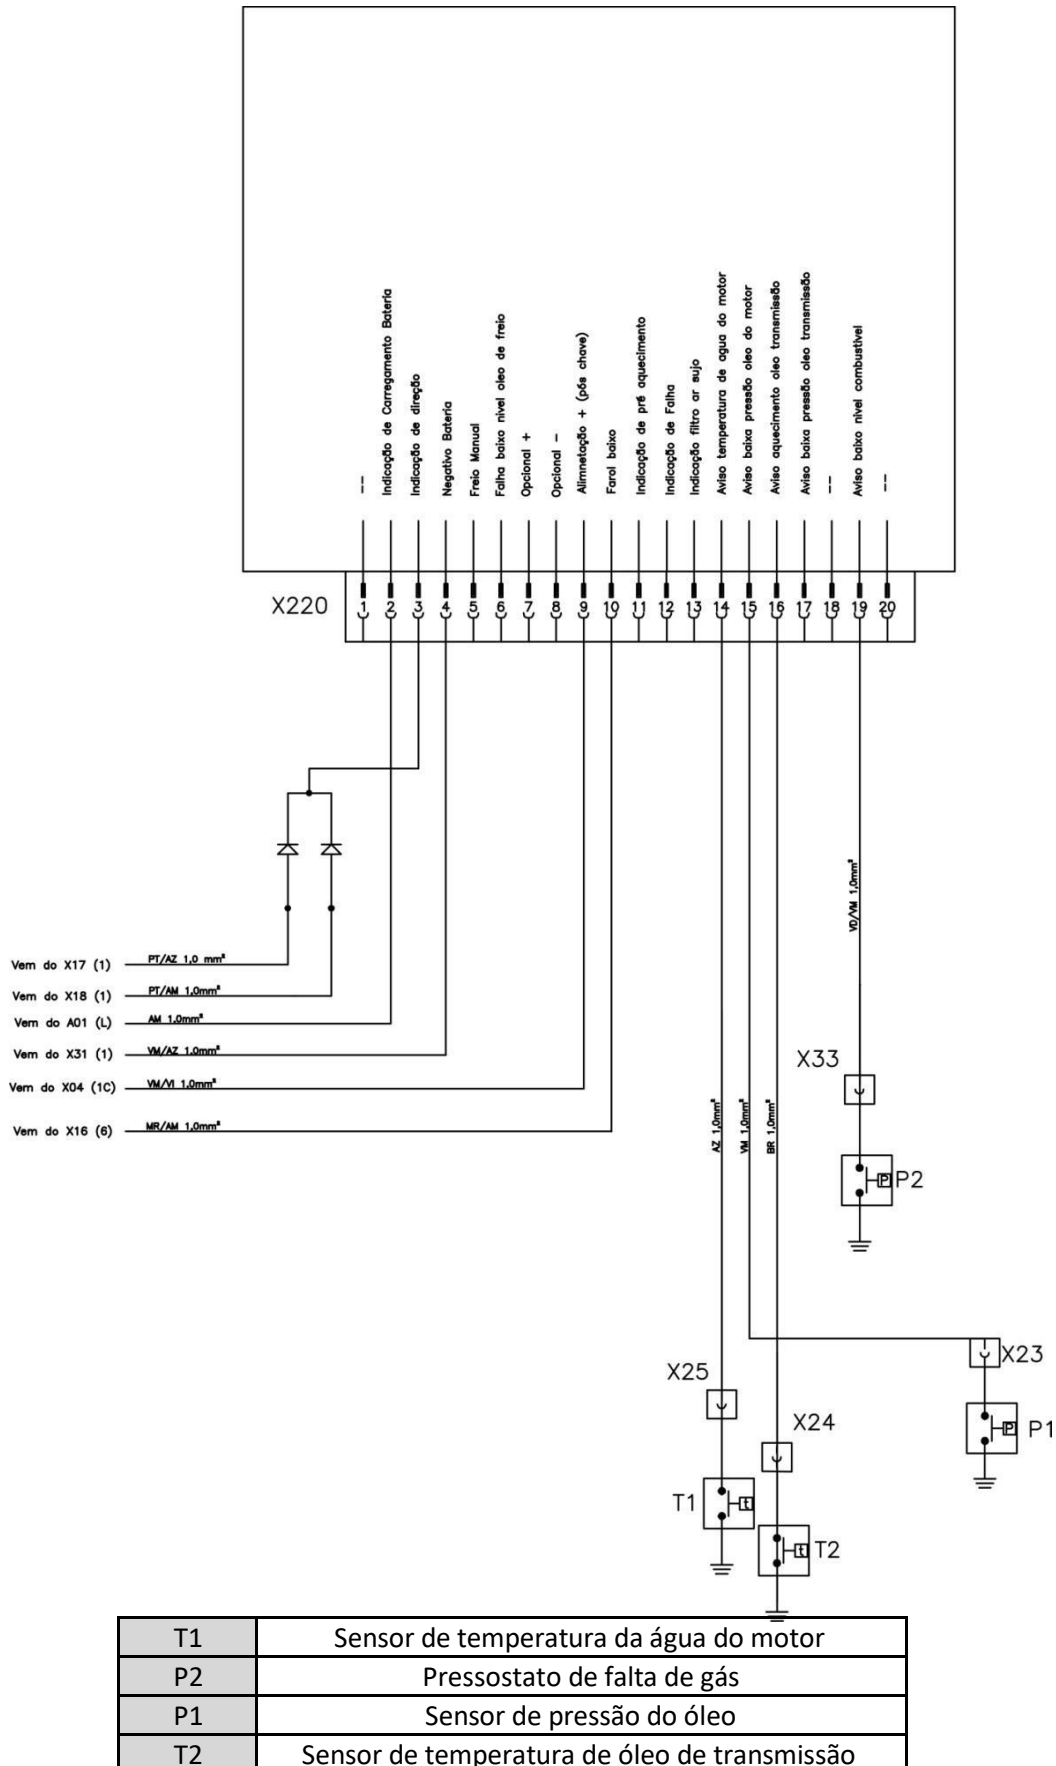 --
Indicação de Carregamento Bateria
Indicação de direção
Negativo Bateria
Freio Manual
Falha baixo nivel oleo de freio
Opcional +
Opcional -
Alimnetação + (pós chave)
Farol baixo
Indicação de pré aquecimento
Indicação de Falha
Indicação filtro ar sujo
Aviso temperatura de agua do motor
Aviso baixa pressão oleo do motor
Aviso aquecimento oleo transmissão
Aviso baixa pressão oleo transmissão
--
Aviso baixo nivel combustivel
--
X220
1 2 3 4 5 6 7 8 9 10 11 12 13 14 15 16 17 18 19 20
VD/VM 1,0mm²
Vem do X17 (1) PT/AZ 1,0 mm²
Vem do X18 (1) PT/AM 1,0mm²
Vem do A01 (L) AM 1,0mm²
Vem do X31 (1) VM/AZ 1,0mm²
Vem do X04 (1C) VM/VI 1,0mm²
Vem do X16 (6) MR/AM 1,0mm²
X33
AZ 1,0mm²
VM 1,0mm²
BR 1,0mm²
P P2
X23
X25
X24
P P1
T1 t
t T2
T1 Sensor de temperatura da água do motor
P2 Pressostato de falta de gás
P1 Sensor de pressão do óleo
T2 Sensor de temperatura de óleo de transmissão